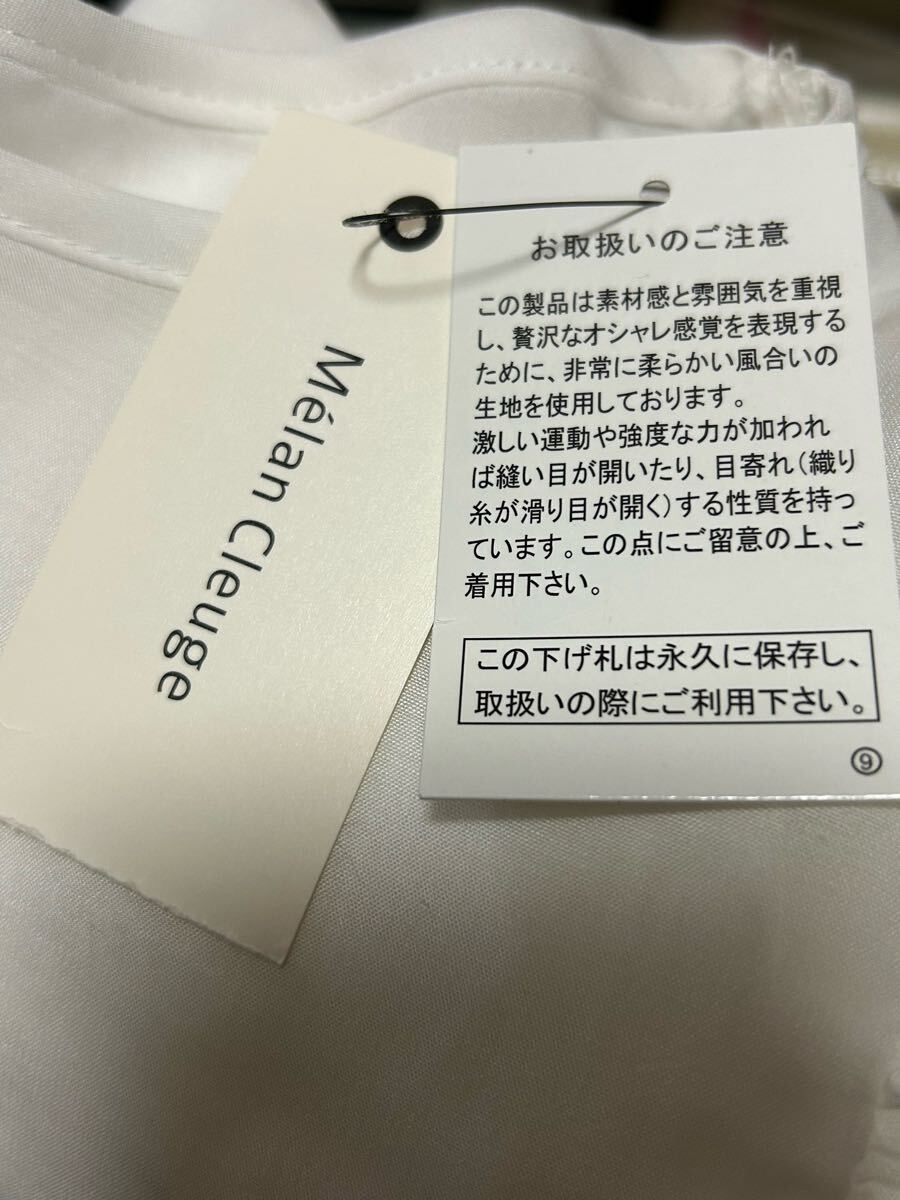 Mélan Cleuge
お取扱いのご注意
この製品は素材感と雰囲気を重視
し、贅沢なオシャレ感覚を表現する
ために、非常に柔らかい風合いの
生地を使用しております。
激しい運動や強度な力が加われ
ば縫い目が開いたり、目寄れ(織り
糸が滑り目が開く)する性質を持っ
ています。この点にご留意の上、ご
着用下さい。
この下げ札は永久に保存し、
取扱いの際にご利用下さい。
⑨